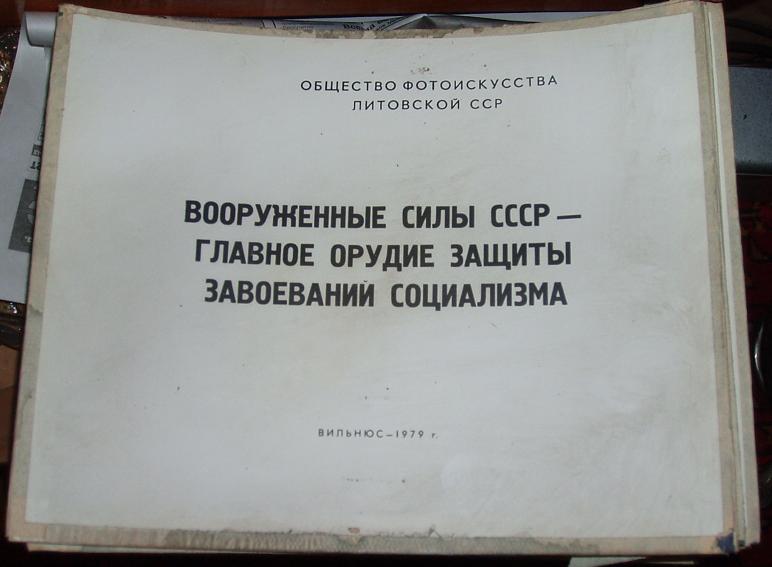 ОБЩЕСТВО ФОТОИСКУССТВА
ЛИТОВСКОЙ ССР
ВООРУЖЕННЫЕ СИЛЫ СССР —
ГЛАВНОЕ ОРУДИЕ ЗАЩИТЫ
ЗАВОЕВАНИЙ СОЦИАЛИЗМА
ВИЛЬНЮС — 1979 г.